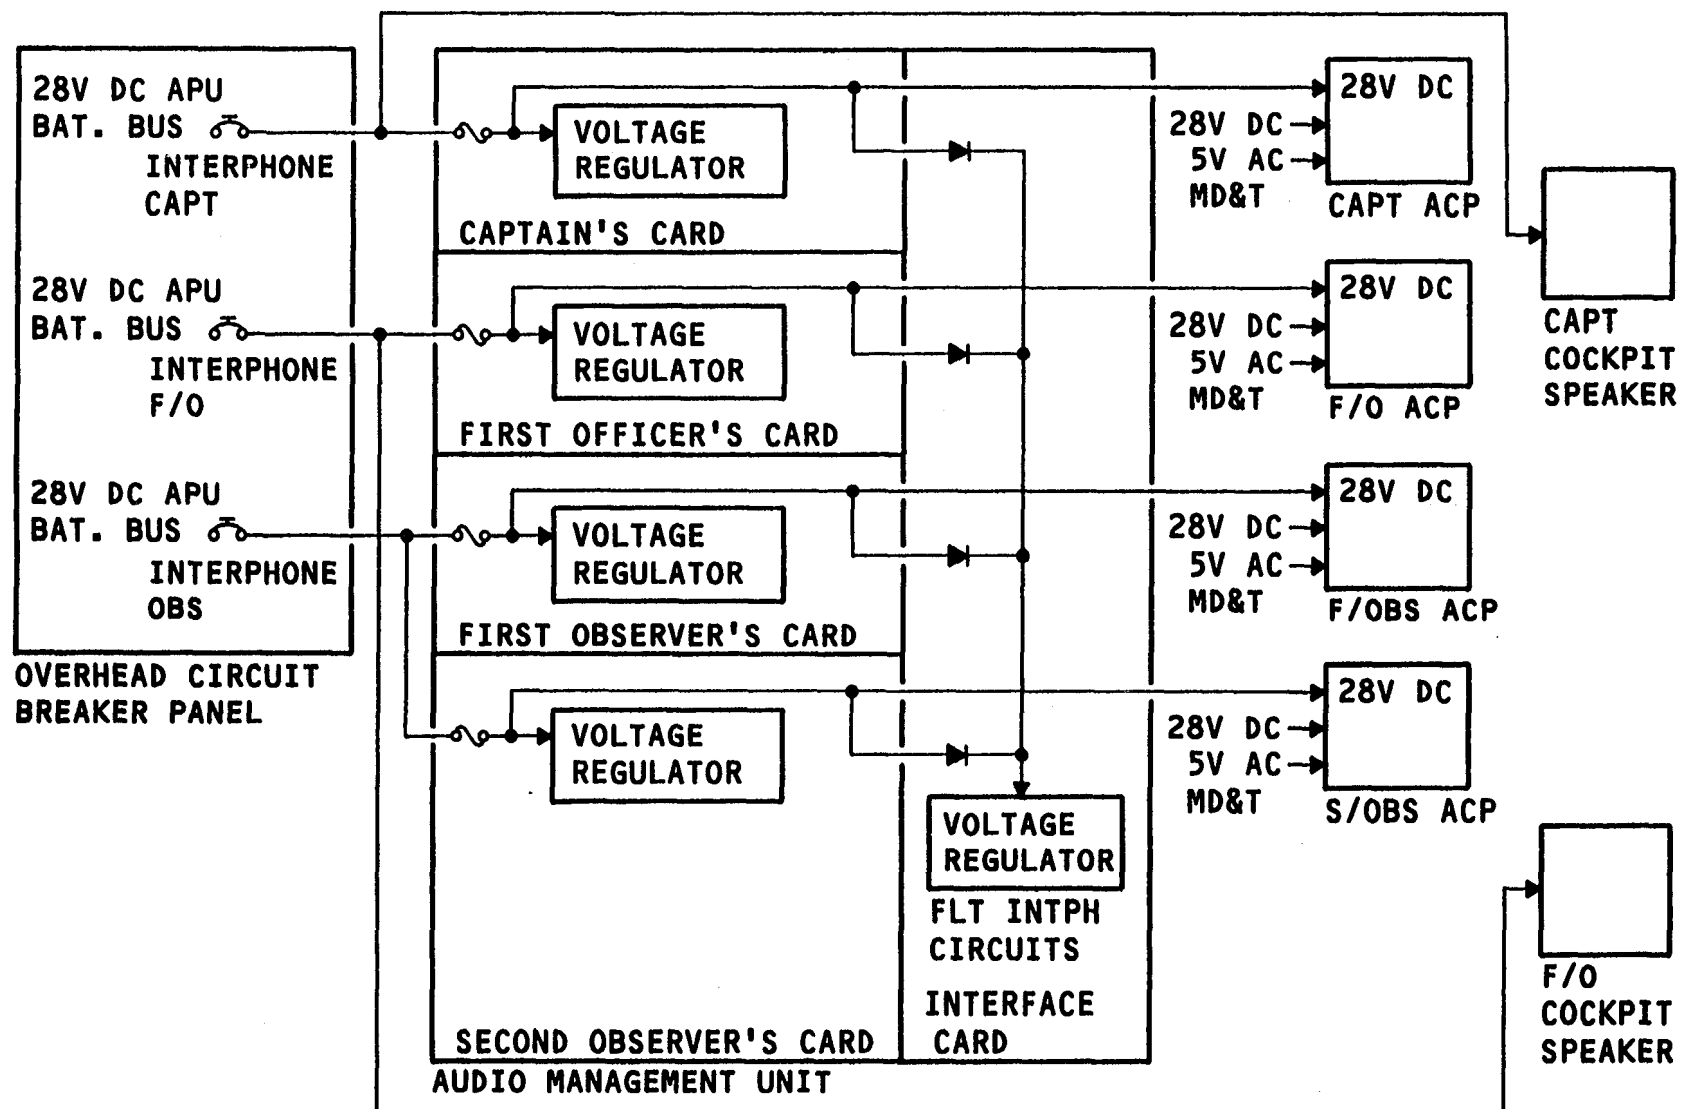 28V DC APU
BAT. BUS
INTERPHONE
CAPT
28V DC APU
BAT. BUS
INTERPHONE
F/O
28V DC APU
BAT. BUS
INTERPHONE
OBS
OVERHEAD CIRCUIT
BREAKER PANEL
VOLTAGE
REGULATOR
CAPTAIN'S CARD
VOLTAGE
REGULATOR
FIRST OFFICER'S CARD
VOLTAGE
REGULATOR
FIRST OBSERVER'S CARD
VOLTAGE
REGULATOR
SECOND OBSERVER'S CARD
VOLTAGE
REGULATOR
FLT INTPH
CIRCUITS
INTERFACE
CARD
AUDIO MANAGEMENT UNIT
28V DC
28V DC
5V AC
MD&T
CAPT ACP
28V DC
28V DC
5V AC
MD&T
F/O ACP
28V DC
28V DC
5V AC
MD&T
F/OBS ACP
28V DC
28V DC
5V AC
MD&T
S/OBS ACP
CAPT
COCKPIT
SPEAKER
F/O
COCKPIT
SPEAKER